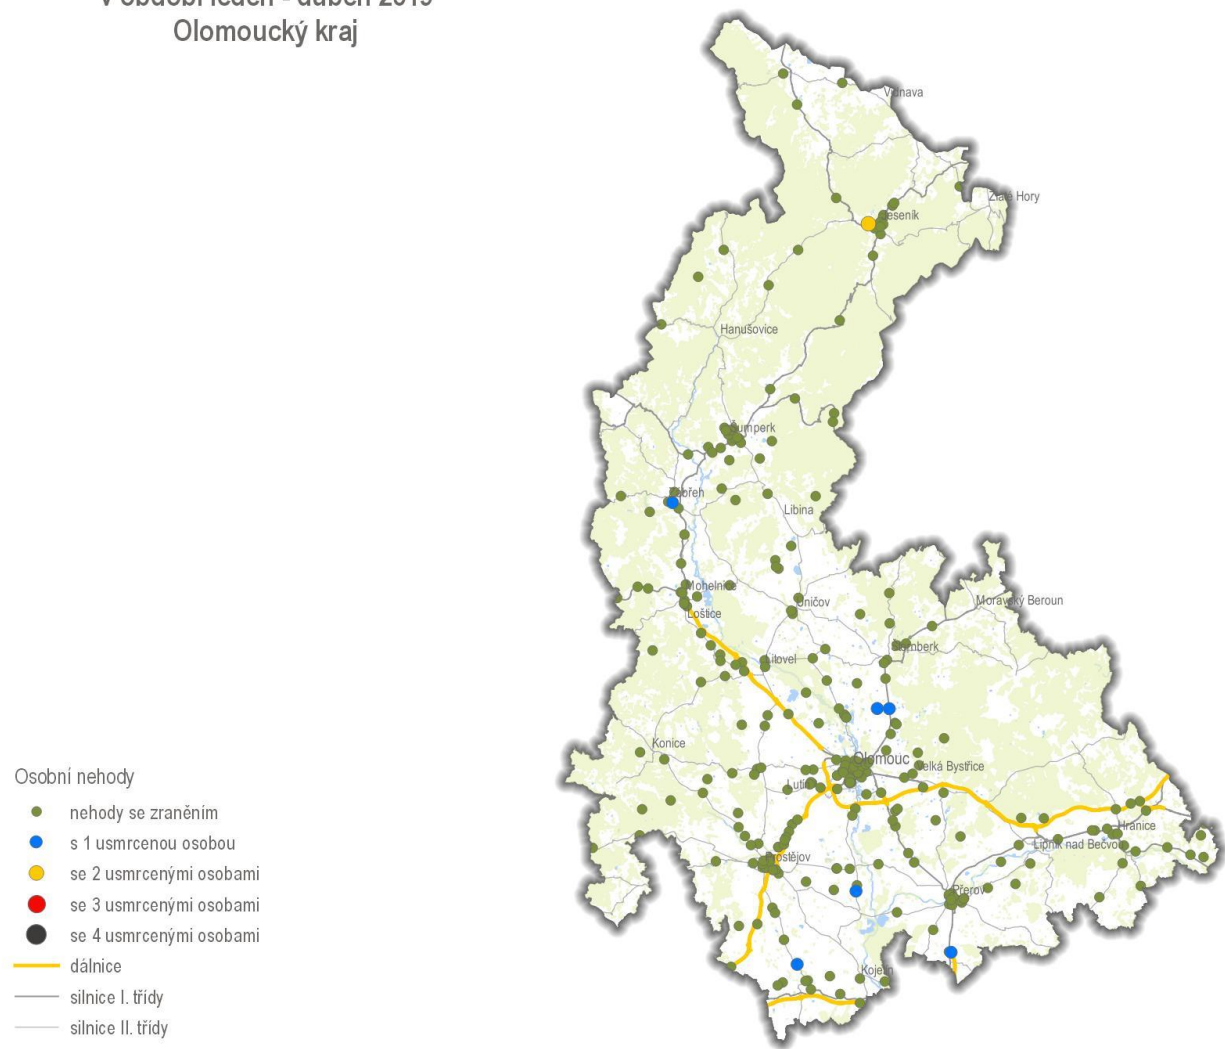 v období leden - duben 2019
Olomoucký kraj
Vidnava
Zlaté Hory
Jeseník
Hanušovice
Šumperk
Zábřeh
Libina
Mohelnice
Uničov
Moravský Beroun
Loštice
Šternberk
Litovel
Konice
Olomouc
Velká Bystřice
Lutín
Hranice
Lipník nad Bečvou
Prostějov
Přerov
Kojetín
Osobní nehody
nehody se zraněním
s 1 usmrcenou osobou
se 2 usmrcenými osobami
se 3 usmrcenými osobami
se 4 usmrcenými osobami
dálnice
silnice I. třídy
silnice II. třídy